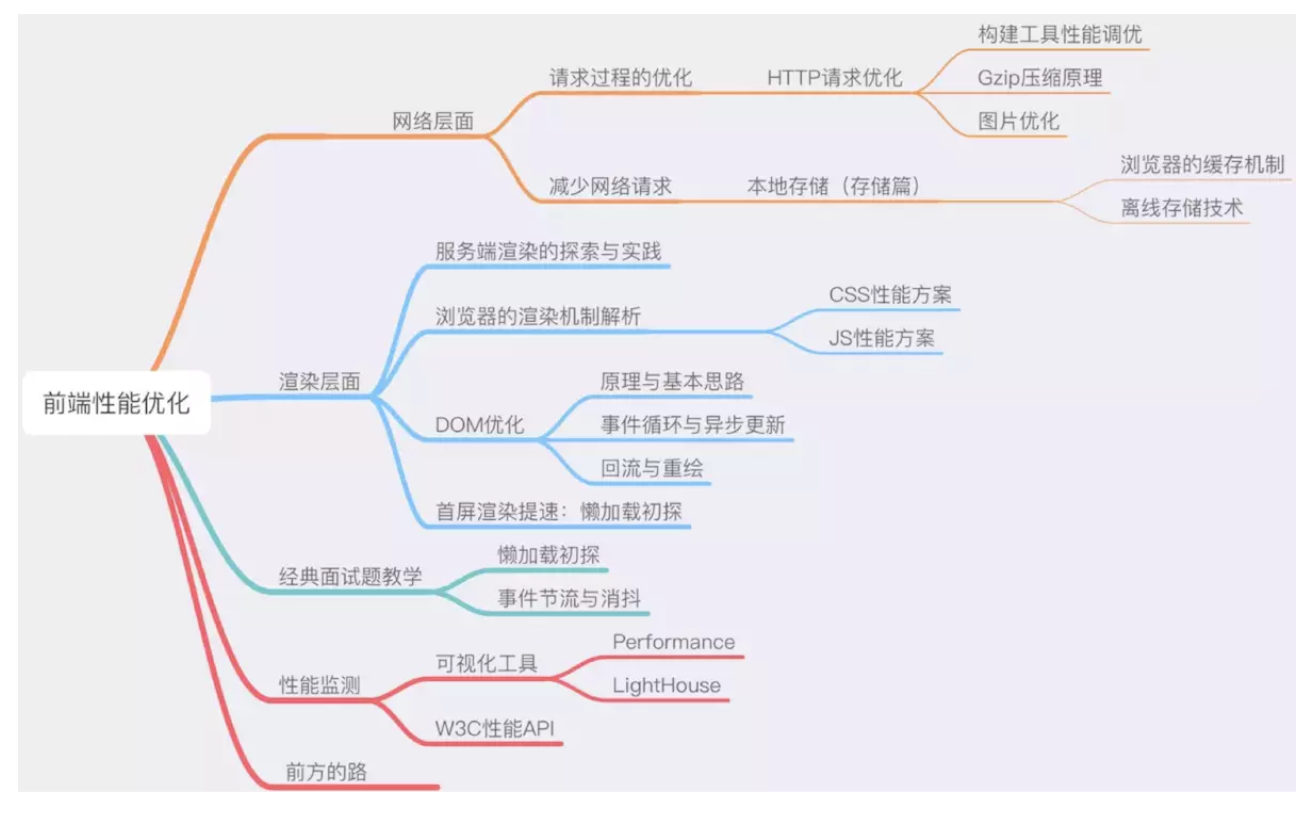 构建工具性能调优
请求过程的优化 HTTP请求优化 Gzip压缩原理
网络层面 图片优化
减少网络请求 本地存储（存储篇） 浏览器的缓存机制
离线存储技术
服务端渲染的探索与实践
浏览器的渲染机制解析 CSS性能方案
JS性能方案
前端性能优化
渲染层面 原理与基本思路
DOM优化 事件循环与异步更新
回流与重绘
首屏渲染提速：懒加载初探
懒加载初探
经典面试题教学
事件节流与消抖
Performance
可视化工具
性能监测 LightHouse
W3C性能API
前方的路